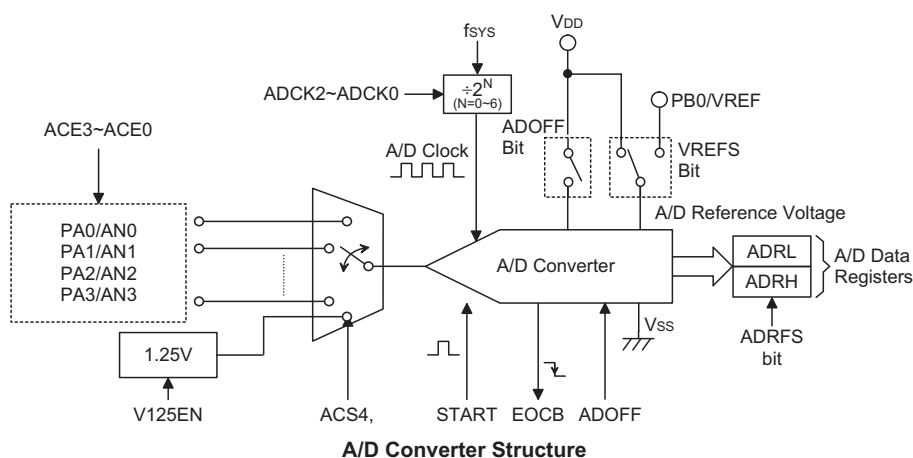 fSYS
VDD
÷2^N
(N=0~6)
ADCK2~ADCK0
PB0/VREF
ACE3~ACE0
ADOFF
Bit
VREFS
Bit
A/D Clock
A/D Reference Voltage
PA0/AN0
PA1/AN1
PA2/AN2
PA3/AN3
A/D Converter
ADRL
ADRH
A/D Data
Registers
VSS
ADRFS
bit
1.25V
V125EN
ACS4,
START
EOCB
ADOFF
A/D Converter Structure